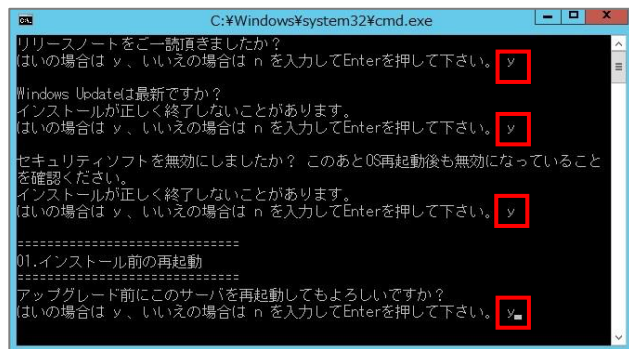 C:¥Windows¥system32¥cmd.exe
リリースノートをご一読頂きましたか？
はいの場合は y 、いいえの場合は n を入力してEnterを押して下さい。 y
Windows Updateは最新ですか？
インストールが正しく終了しないことがあります。
はいの場合は y 、いいえの場合は n を入力してEnterを押して下さい。 y
セキュリティソフトを無効にしましたか？ このあとOS再起動後も無効になっていること
を確認ください。
インストールが正しく終了しないことがあります。
はいの場合は y 、いいえの場合は n を入力してEnterを押して下さい。 y
==============================
01.インストール前の再起動
==============================
アップグレード前にこのサーバを再起動してもよろしいですか？
はいの場合は y 、いいえの場合は n を入力してEnterを押して下さい。 y